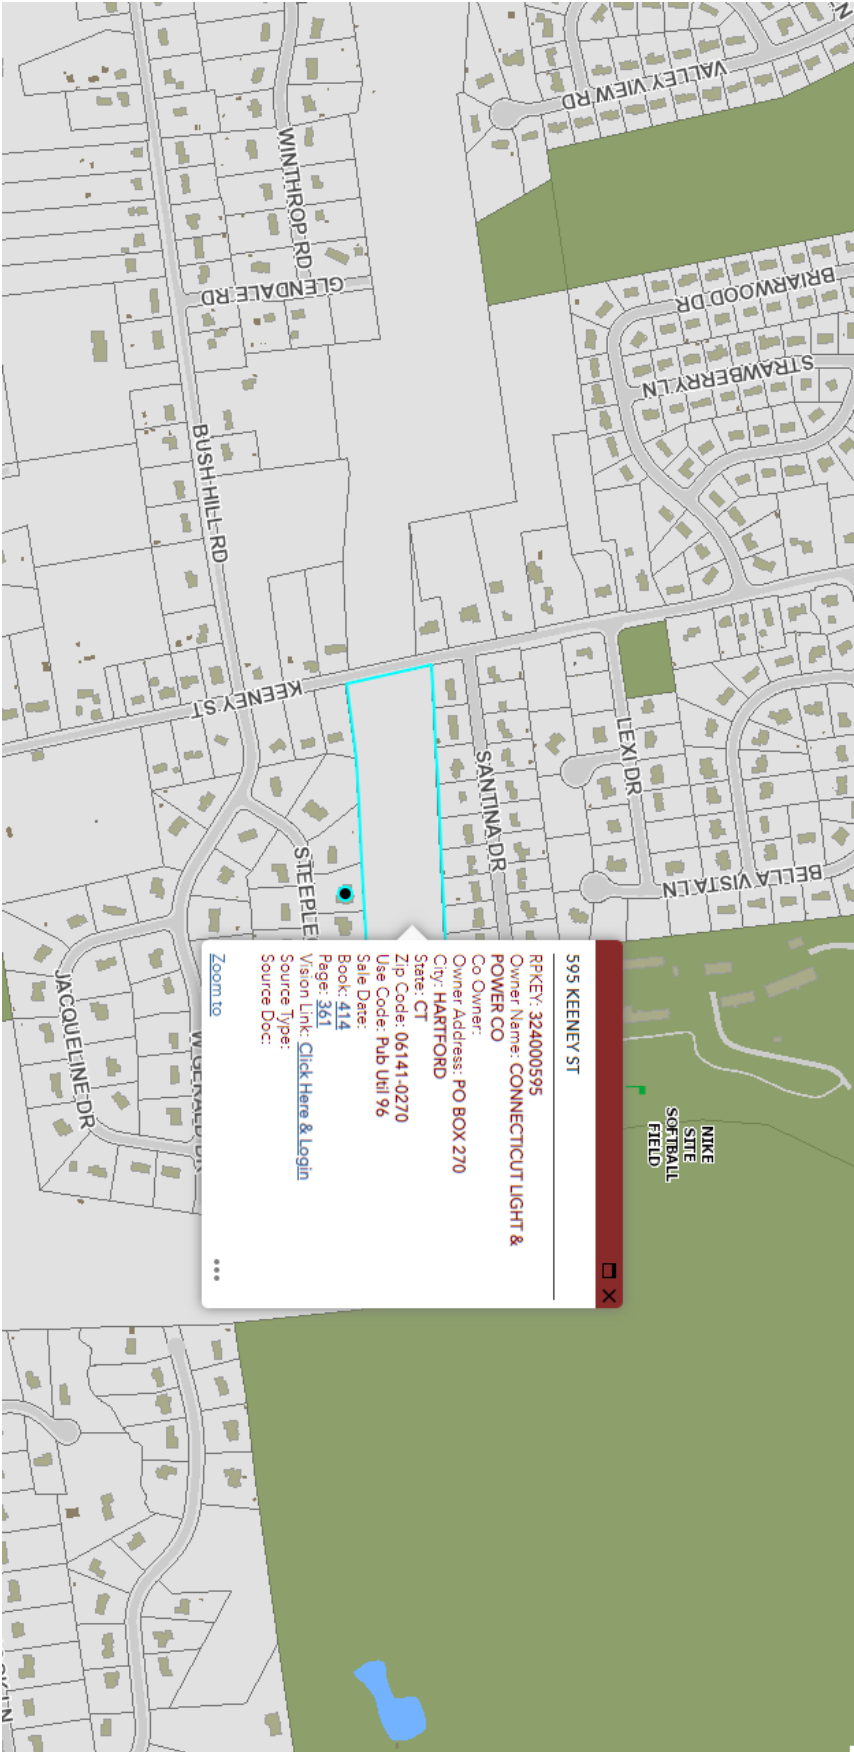 595 KEENEY ST
RPKEY: 324000595
Owner Name: CONNECTICUT LIGHT &
POWER CO
Co Owner:
Owner Address: PO BOX 270
City: HARTFORD
State: CT
Zip Code: 06141-0270
Use Code: Pub Util 96
Sale Date:
Book: 414
Page: 361
Vision Link: Click Here & Login
Source Type:
Source Doc:
Zoom to
VALLEY VIEW RD
WINTHROP RD
GLENDALE RD
BRIARWOOD DR
STRAWBERRY LN
BUSH HILL RD
KEENEY ST
LEXI DR
SANTINA DR
BELLA VISTA LN
STEEPLE
JACQUELINE DR
NIKE
SITE
SOFTBALL
FIELD